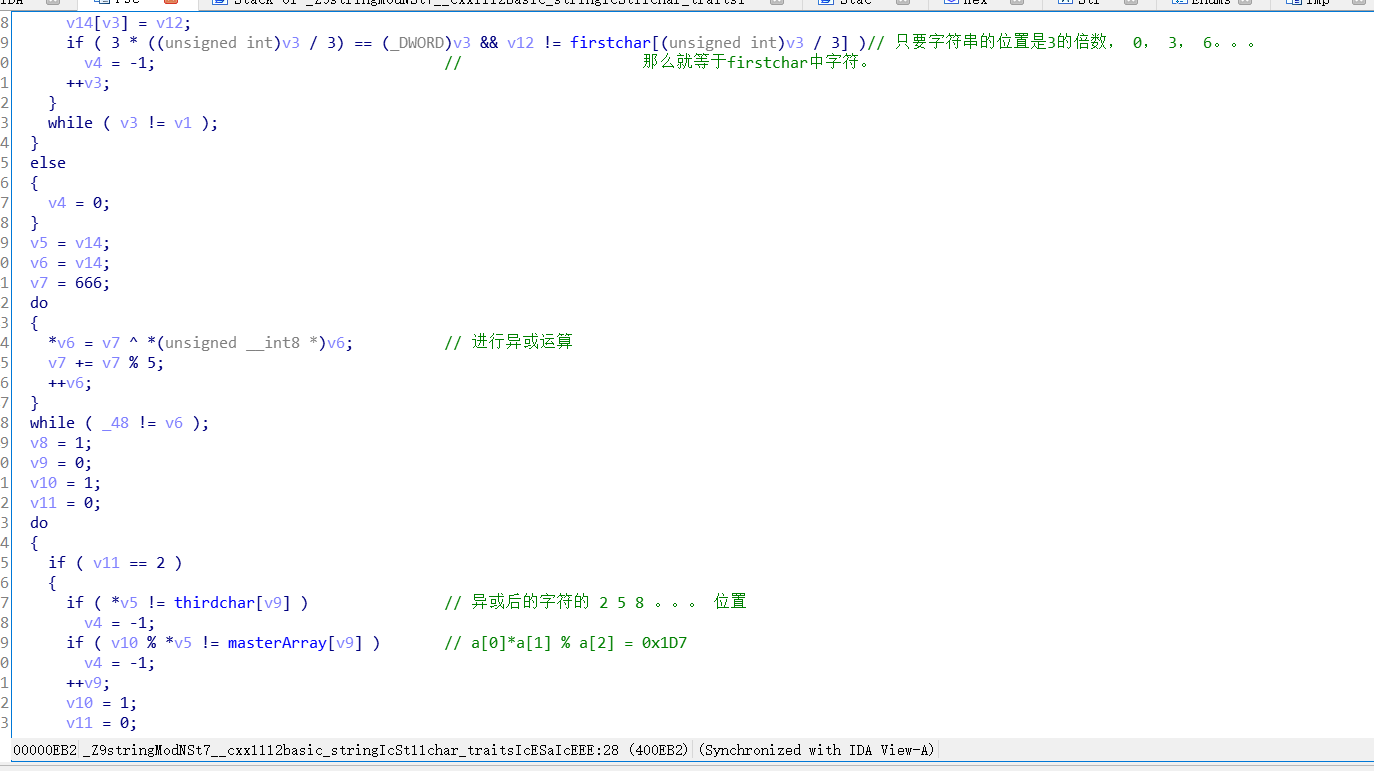 Stack of _Z9stringModNSt7__cxx1112basic_stringIcSt11char_traitsI
8 v14[v3] = v12;
9 if ( 3 * ((unsigned int)v3 / 3) == (_DWORD)v3 && v12 != firstchar[(unsigned int)v3 / 3] )// 只要字符串的位置是3的倍数， 0， 3， 6。。。
0 v4 = -1; // 那么就等于firstchar中字符。
1 ++v3;
2 }
3 while ( v3 != v1 );
4 }
5 else
6 {
7 v4 = 0;
8 }
9 v5 = v14;
0 v6 = v14;
1 v7 = 666;
2 do
3 {
4 *v6 = v7 ^ *(unsigned __int8 *)v6; // 进行异或运算
5 v7 += v7 % 5;
6 ++v6;
7 }
8 while ( _48 != v6 );
9 v8 = 1;
0 v9 = 0;
1 v10 = 1;
2 v11 = 0;
3 do
4 {
5 if ( v11 == 2 )
6 {
7 if ( *v5 != thirdchar[v9] ) // 异或后的字符的 2 5 8 。。。 位置
8 v4 = -1;
9 if ( v10 % *v5 != masterArray[v9] ) // a[0]*a[1] % a[2] = 0x1D7
0 v4 = -1;
1 ++v9;
2 v10 = 1;
3 v11 = 0;
00000EB2 _Z9stringModNSt7__cxx1112basic_stringIcSt11char_traitsIcESaIcEEE:28 (400EB2) (Synchronized with IDA View-A)